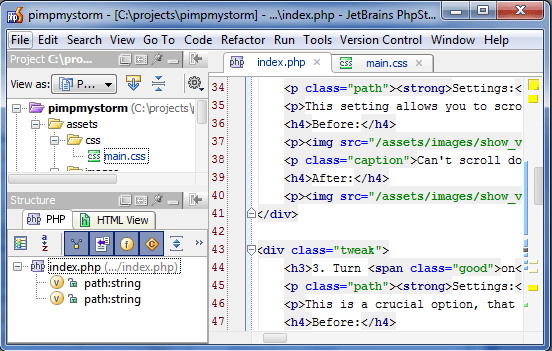 pimpmystorm - [C:\projects\pimpmystorm] - ...\index.php - JetBrains PhpSt...
File Edit Search View Go To Code Refactor Run Tools Version Control Window Help
Project C:\pro...
View as: P...
pimpmystorm (C:\projects\
assets
css
main.css
images
Structure
PHP HTML View
index.php (.../index.php)
path:string
path:string
index.php main.css
34 <p class="path"><strong>Settings:<
35 <p>This setting allows you to scro
36 <h4>Before:</h4>
37 <p><img src="/assets/images/show_v
38 <p class="caption">Can't scroll do
39 <h4>After:</h4>
40 <p><img src="/assets/images/show_v
41 </div>
42
43 <div class="tweak">
44 <h3>3. Turn <span class="good">on<
45 <p class="path"><strong>Settings:<
46 <p>This is a crucial option, that
47 <h4>Before:</h4>